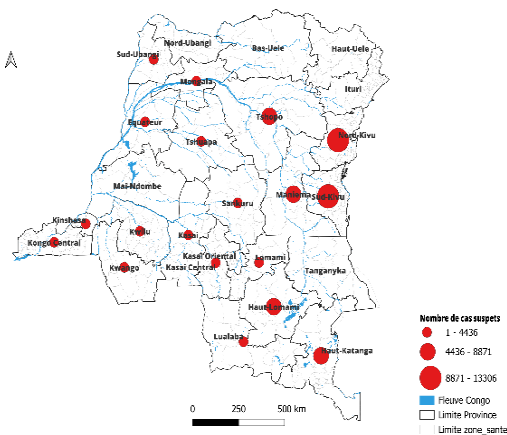 Nord-Ubangi
Sud-Ubangi
Bas-Uele
Haut-Uele
Mongala
Ituri
Equateur
Tshopo
Nord-Kivu
Tshuapa
Mai-Ndombe
Maniema
Sud-Kivu
Sankuru
Kinshasa
Kwilu
Kasai
Kongo Central
Kasai Oriental
Lomami
Kwango
Kasai Central
Tanganyka
Haut-Lomami
Lualaba
Haut-Katanga
Nombre de cas suspets
1 - 4436
4436 - 8871
8871 - 13306
Fleuve Congo
Limite Province
Limite zone_sante
0 250 500 km